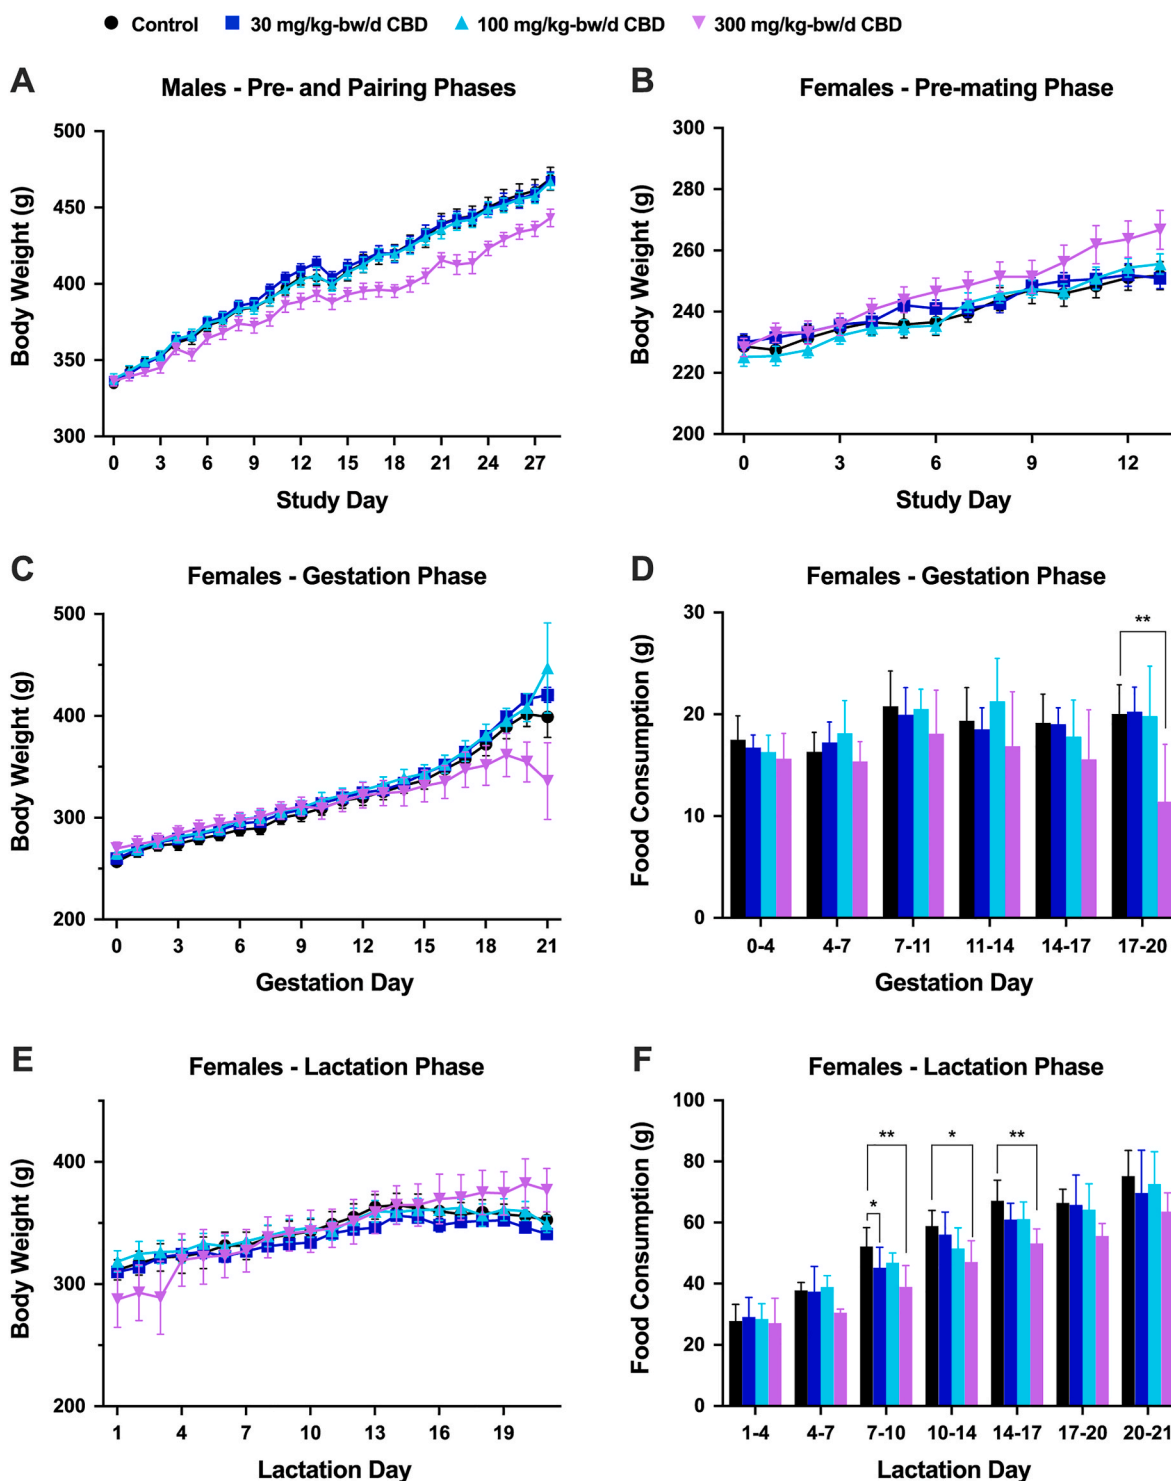 Control 30 mg/kg-bw/d CBD 100 mg/kg-bw/d CBD 300 mg/kg-bw/d CBD
A
Males - Pre- and Pairing Phases
Body Weight (g)
500
450
400
350
300
0 3 6 9 12 15 18 21 24 27
Study Day
B
Females - Pre-mating Phase
Body Weight (g)
300
280
260
240
220
200
0 3 6 9 12
Study Day
C
Females - Gestation Phase
Body Weight (g)
500
400
300
200
0 3 6 9 12 15 18 21
Gestation Day
D
Females - Gestation Phase
Food Consumption (g)
30
20
10
0
**
0-4 4-7 7-11 11-14 14-17 17-20
Gestation Day
E
Females - Lactation Phase
Body Weight (g)
400
300
200
1 4 7 10 13 16 19
Lactation Day
F
Females - Lactation Phase
Food Consumption (g)
100
80
60
40
20
0
** * **
*
1-4 4-7 7-10 10-14 14-17 17-20 20-21
Lactation Day